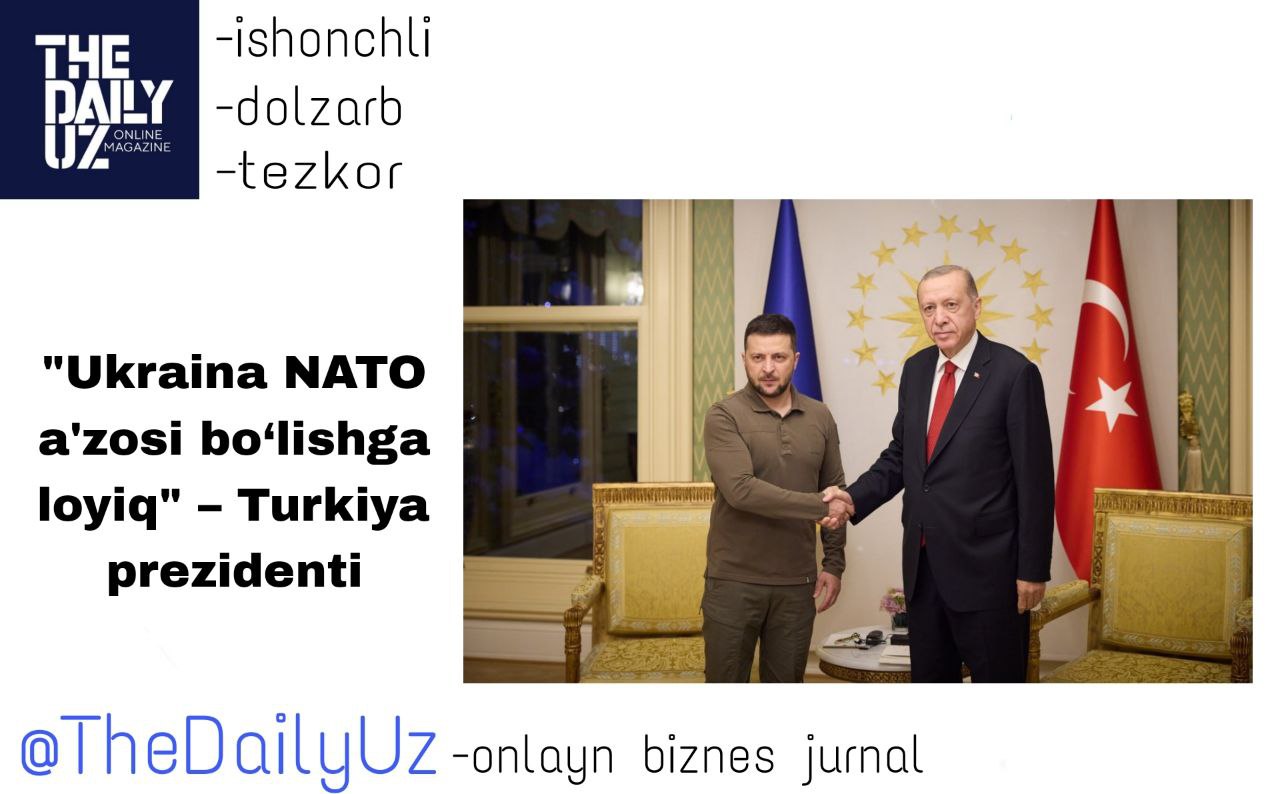 THE
DAILY
UZ ONLINE
MAGAZINE
-ishonchli
-dolzarb
-tezkor
"Ukraina NATO
a'zosi bo‘lishga
loyiq" – Turkiya
prezidenti
@TheDailyUz -onlayn biznes jurnal